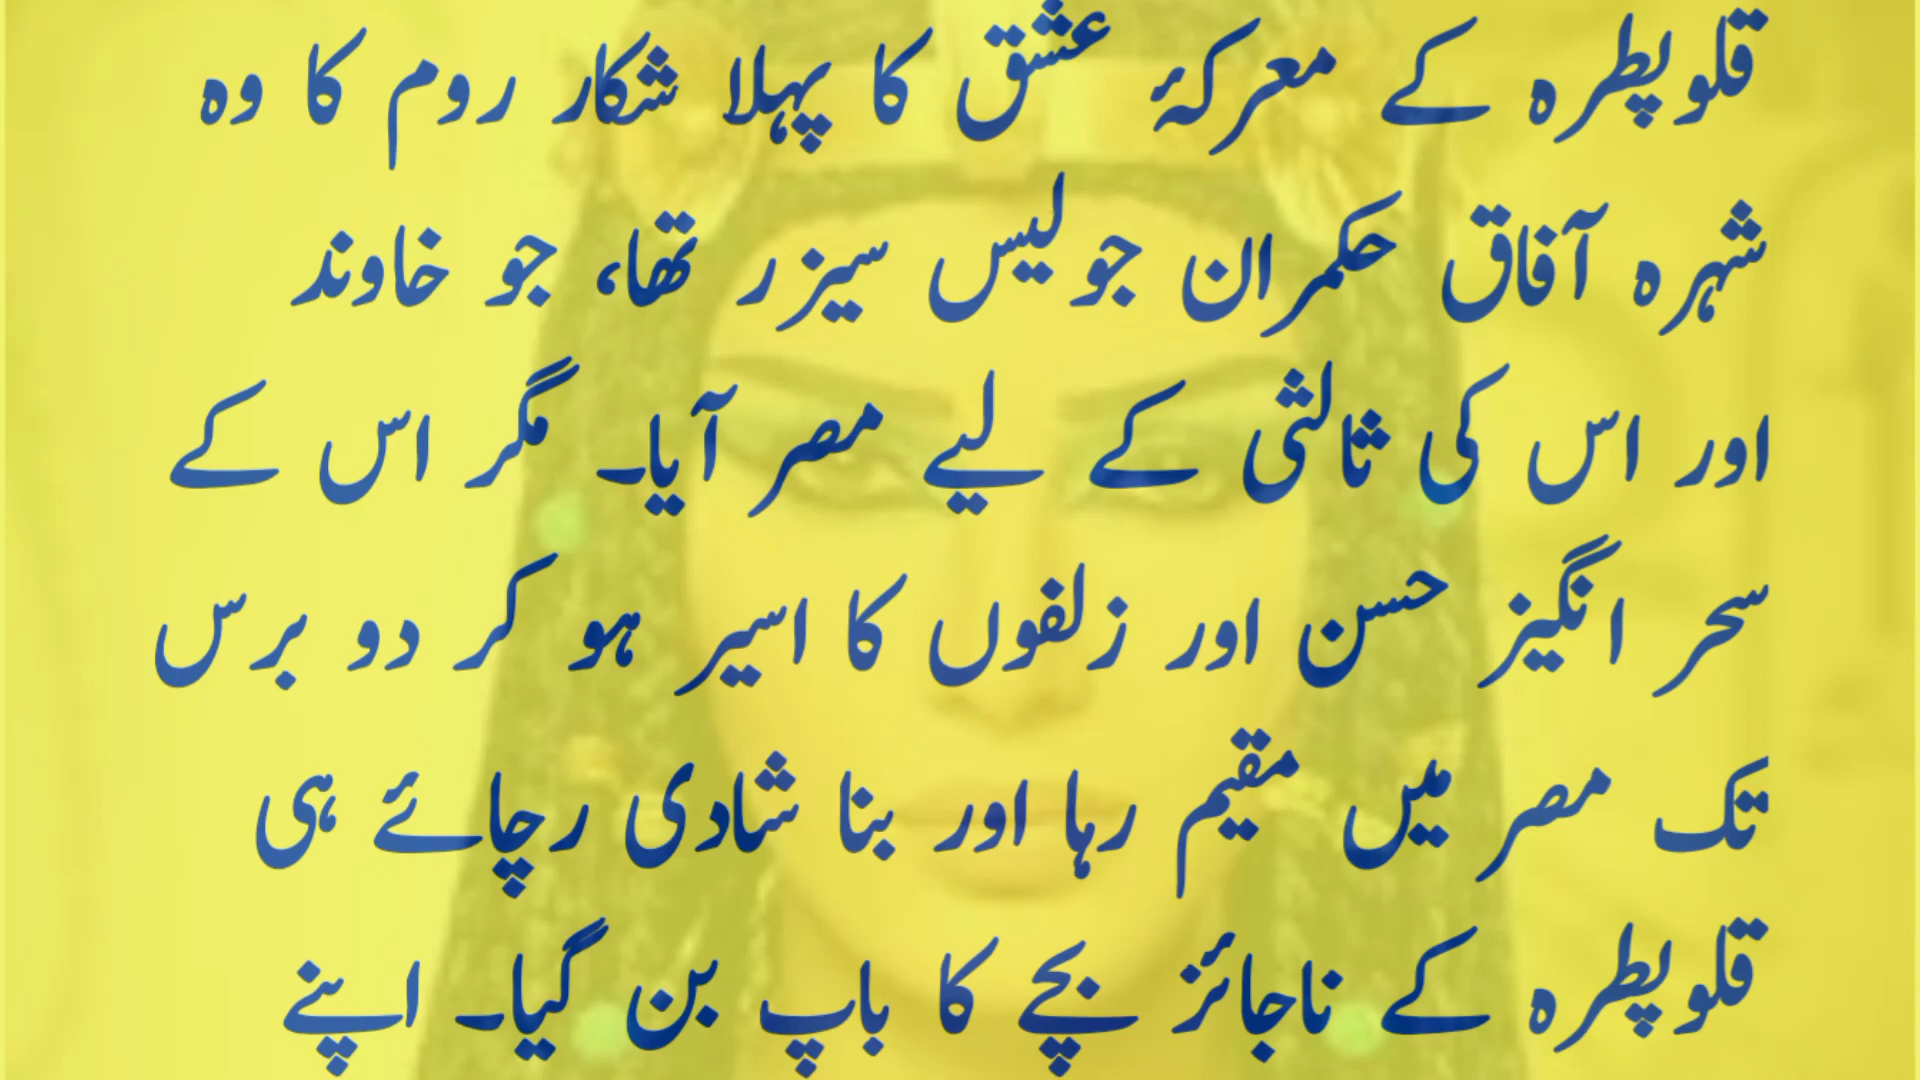 قلوپطرہ کے معرکۂ عشق کا پہلا شکار روم کا وہ
شہرہ آفاق حکمران جولیس سیزر تھا، جو خاوند
اور اس کی ثالثی کے لیے مصر آیا۔ مگر اس کے
سحر انگیز حسن اور زلفوں کا اسیر ہو کر دو برس
تک مصر میں مقیم رہا اور بنا شادی رچائے ہی
قلوپطرہ کے ناجائز بچے کا باپ بن گیا۔ اپنے